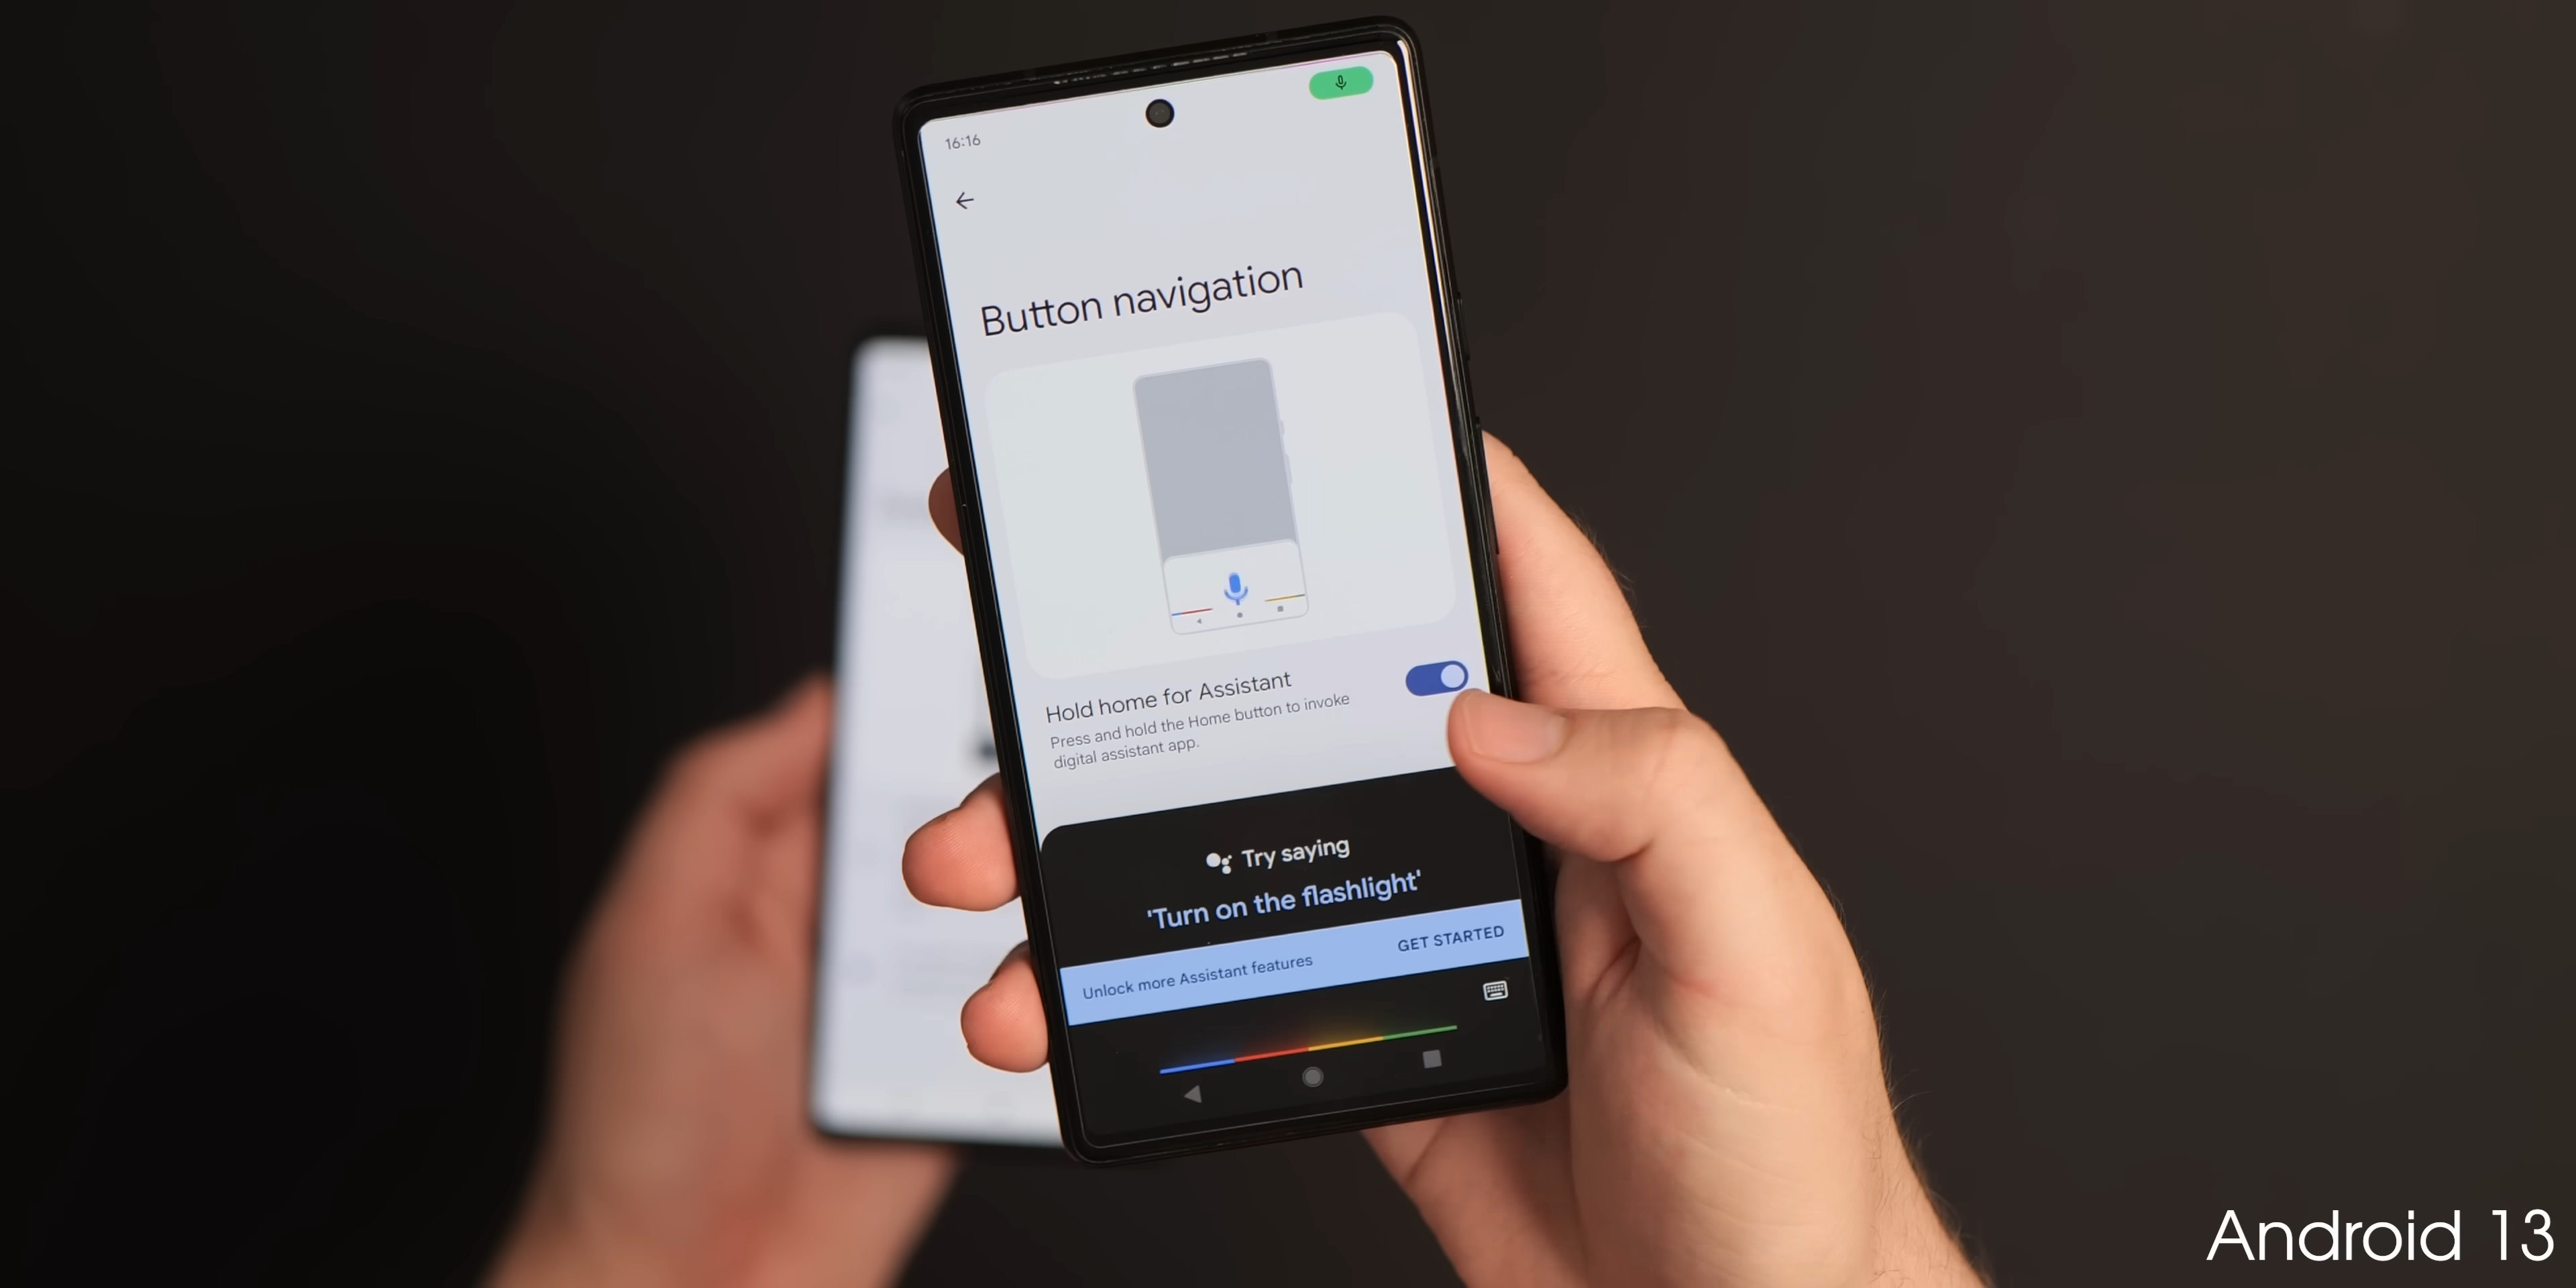 16:16
Button navigation
Hold home for Assistant
Press and hold the Home button to invoke
digital assistant app.
Try saying
'Turn on the flashlight'
Unlock more Assistant features
GET STARTED
Android 13